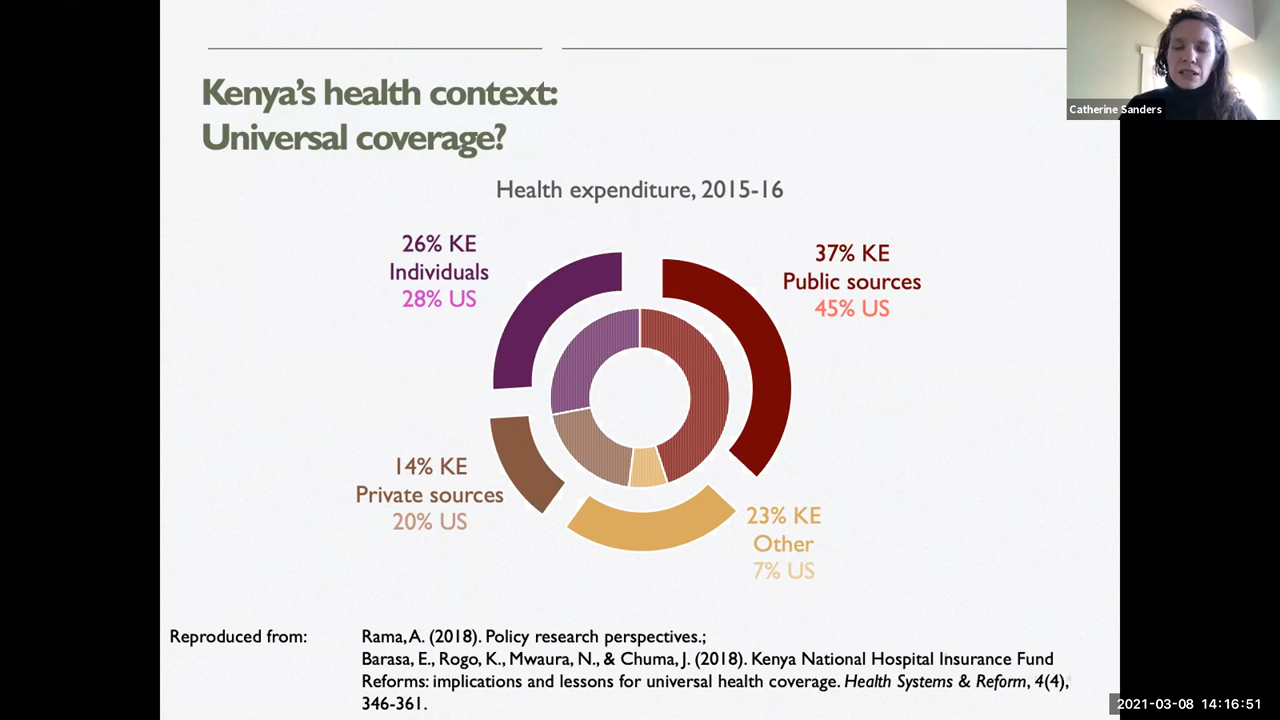 Kenya's health context:
Universal coverage?
Catherine Sanders
Health expenditure, 2015-16
26% KE
Individuals
28% US
37% KE
Public sources
45% US
14% KE
Private sources
20% US
23% KE
Other
7% US
Reproduced from:
Rama, A. (2018). Policy research perspectives.;
Barasa, E., Rogo, K., Mwaura, N., & Chuma, J. (2018). Kenya National Hospital Insurance Fund
Reforms: implications and lessons for universal health coverage. Health Systems & Reform, 4(4),
346-361.
2021-03-08 14:16:51